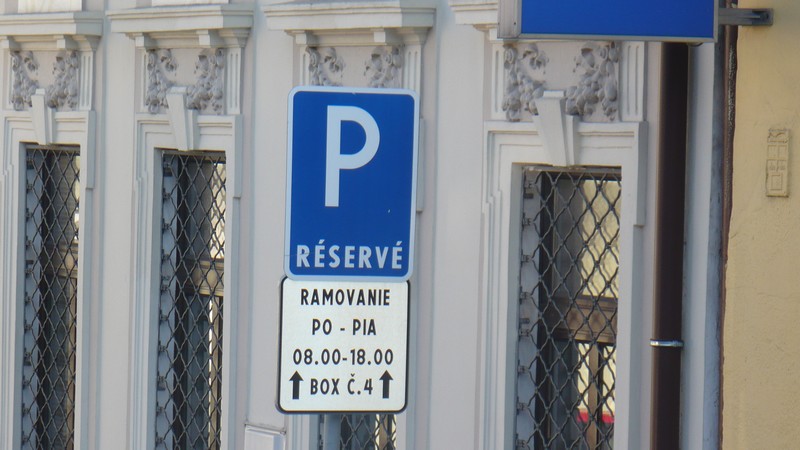 P
RÉSERVÉ
RAMOVANIE
PO - PIA
08.00-18.00
↑ BOX Č.4 ↑